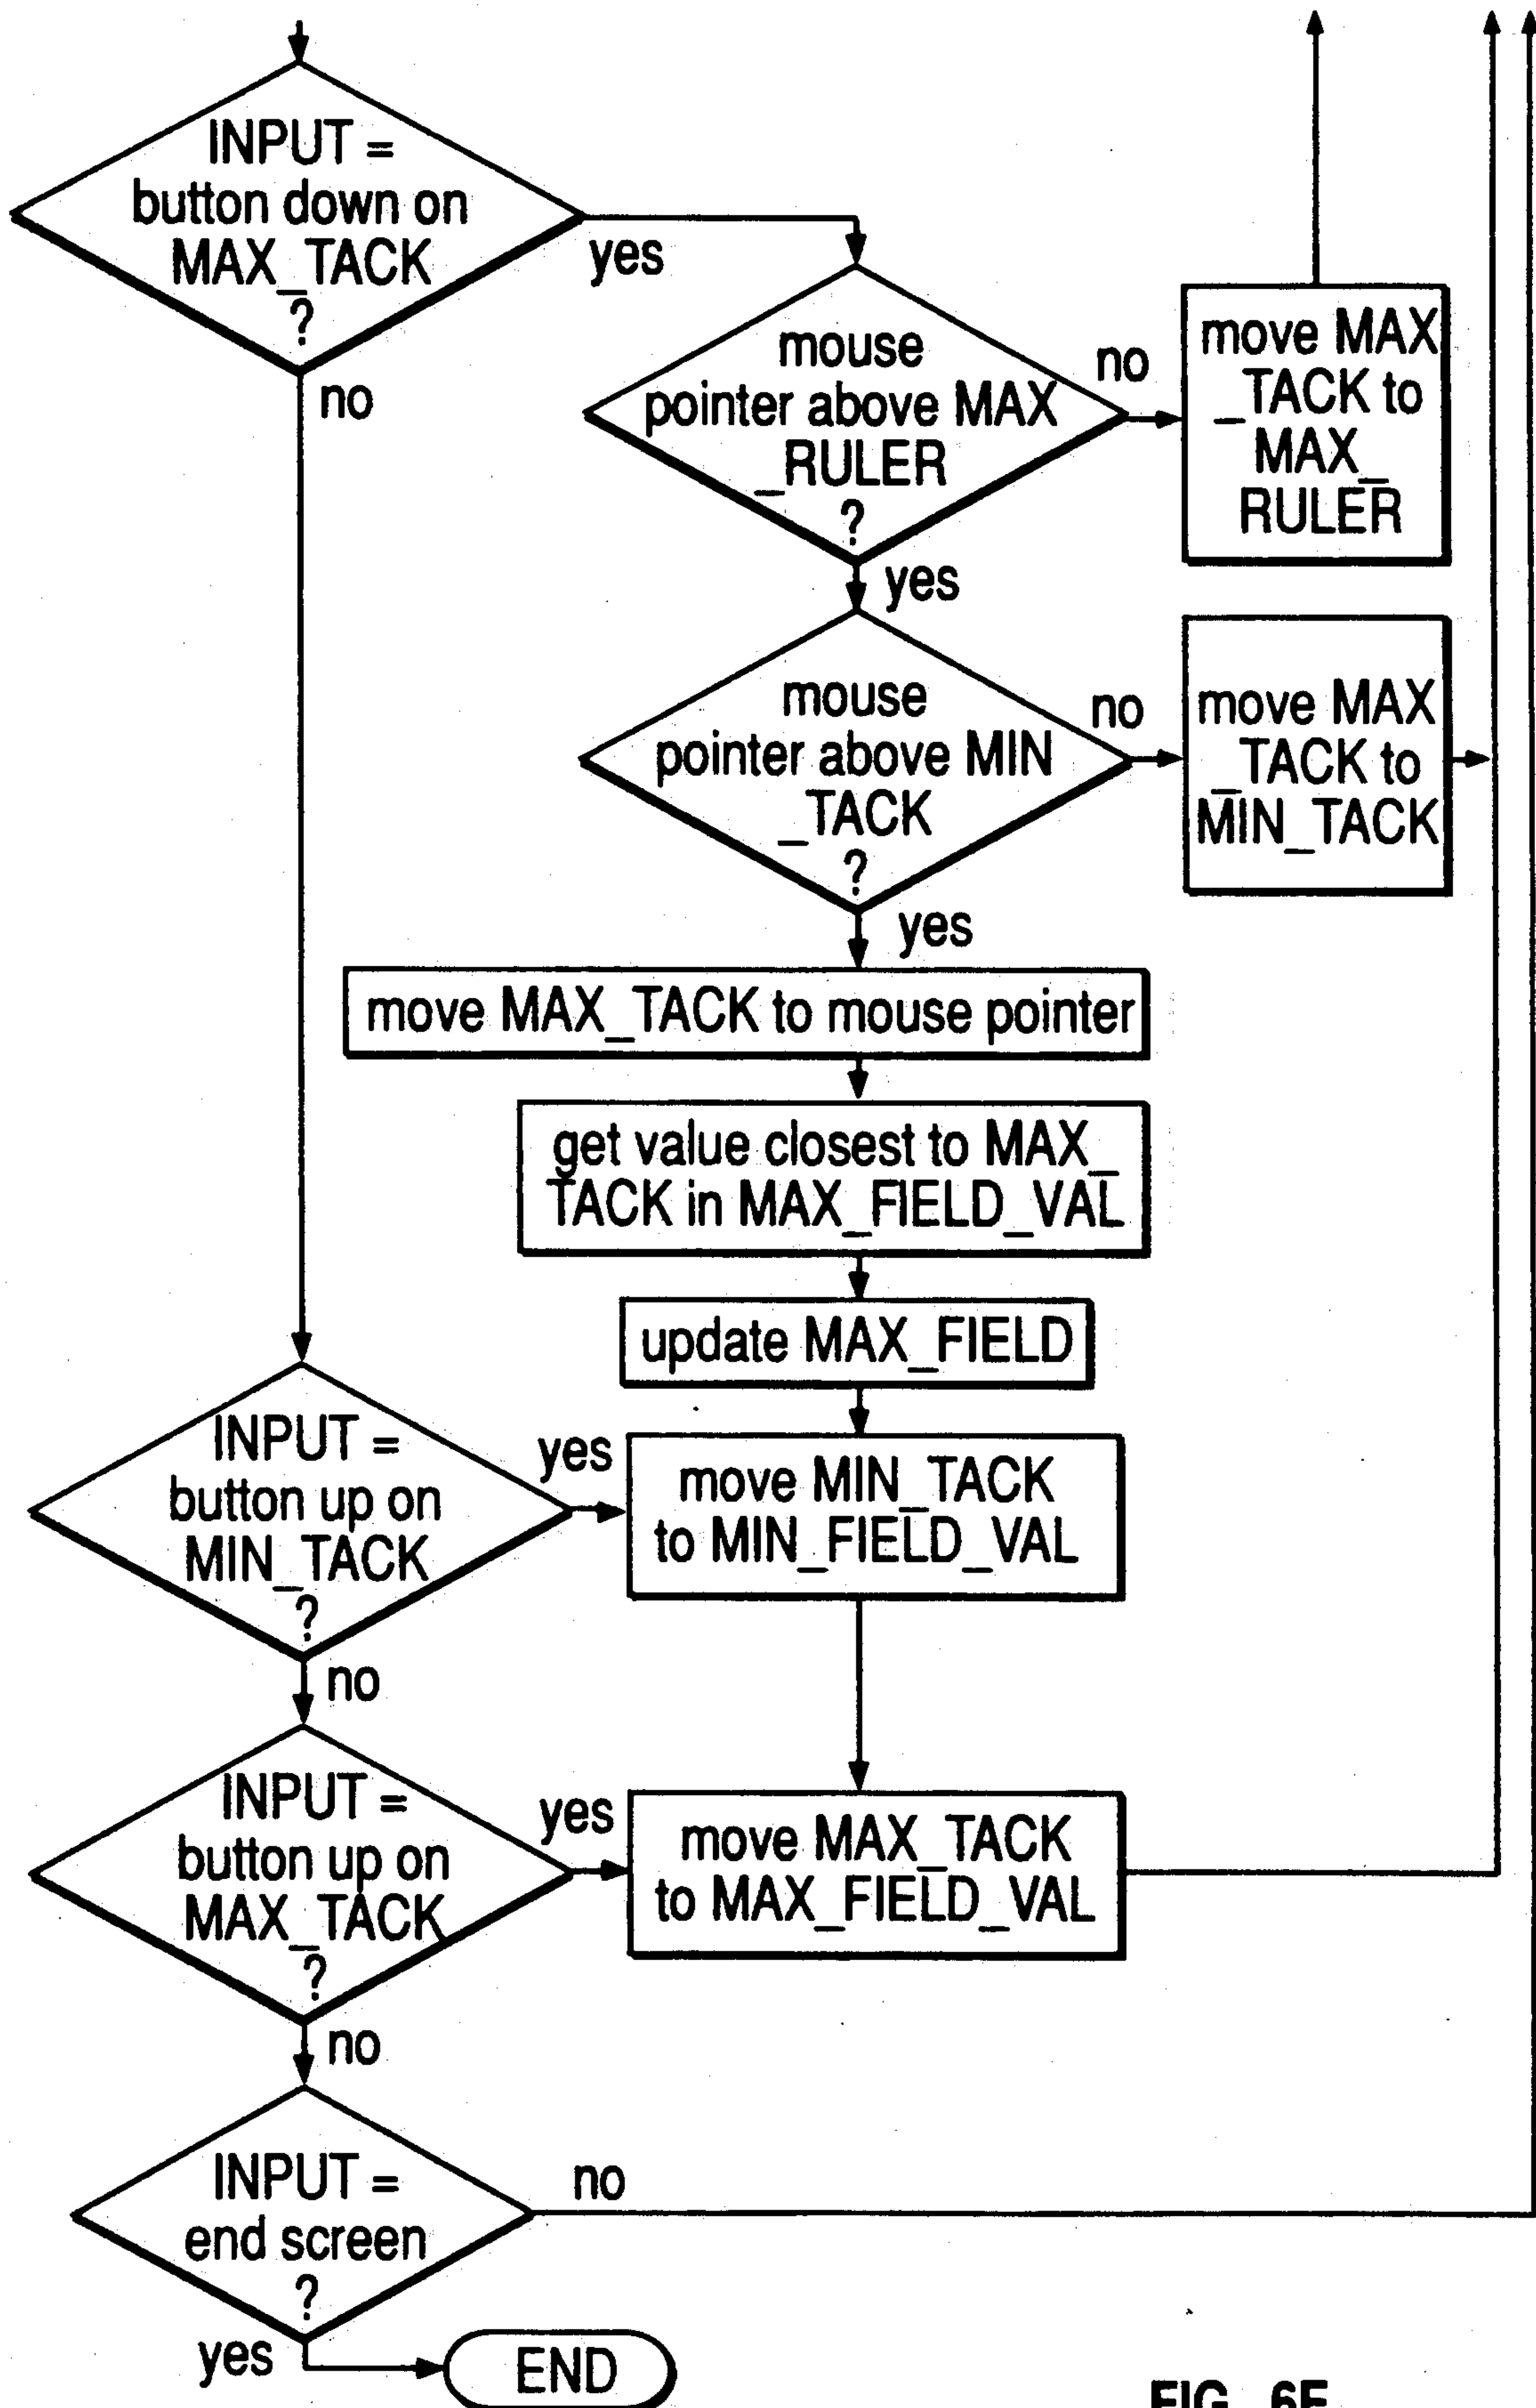 INPUT =
button down on
MAX_TACK
?
yes
no
mouse
pointer above MAX
_RULER
?
no
move MAX
_TACK to
MAX_
RULER
yes
mouse
pointer above MIN
_TACK
?
no
move MAX
_TACK to
MIN_TACK
yes
move MAX_TACK to mouse pointer
get value closest to MAX_
TACK in MAX_FIELD_VAL
update MAX_FIELD
INPUT =
button up on
MIN_TACK
?
yes
move MIN_TACK
to MIN_FIELD_VAL
no
INPUT =
button up on
MAX_TACK
?
yes
move MAX_TACK
to MAX_FIELD_VAL
no
INPUT =
end screen
?
no
yes
END